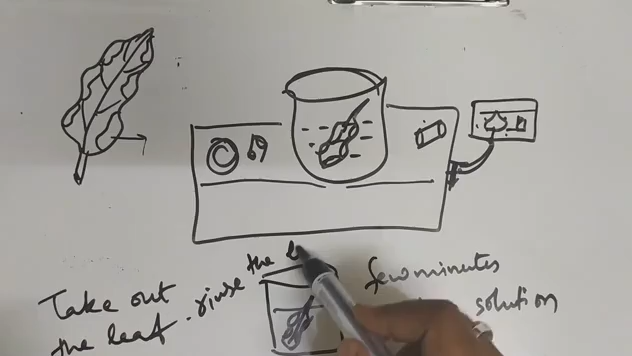 Take out
the leaf. rinse the
few minutes
solution